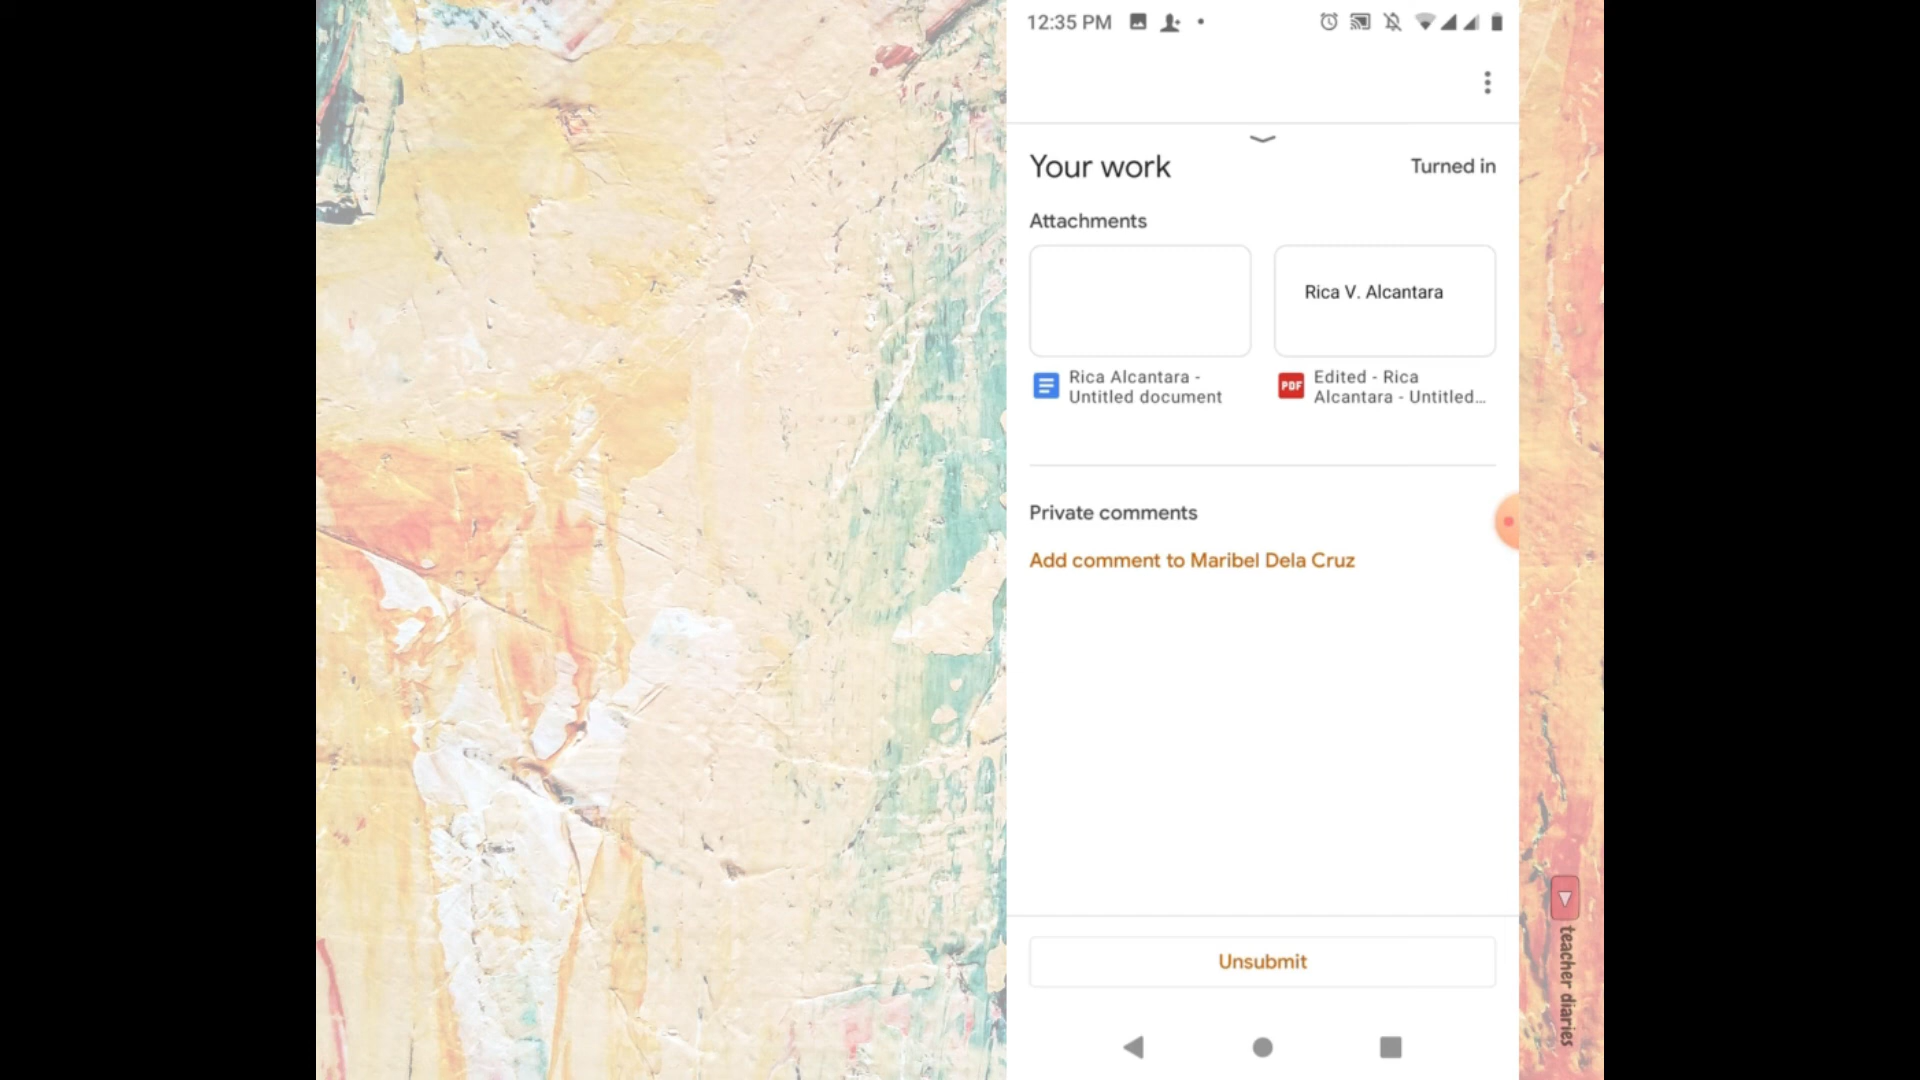 12:35 PM
Your work
Turned in
Attachments
Rica V. Alcantara
Rica Alcantara -
Untitled document
PDF
Edited - Rica
Alcantara - Untitled...
Private comments
Add comment to Maribel Dela Cruz
Unsubmit
teacher diaries